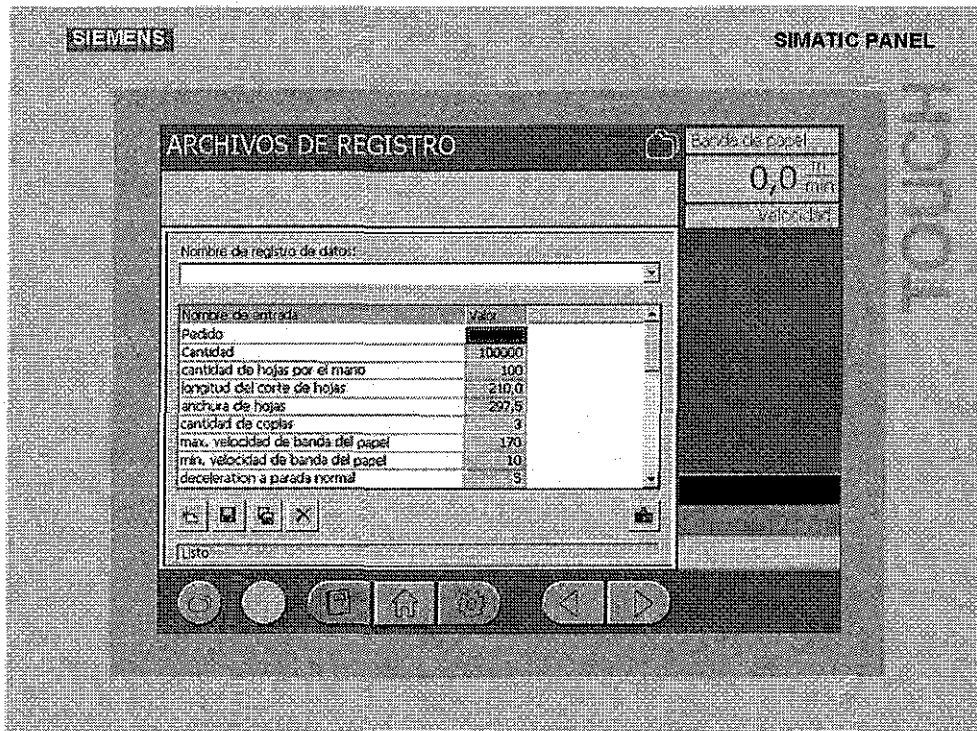 SIEMENS
SIMATIC PANEL
TOUCH
ARCHIVOS DE REGISTRO
Banda de papel
0,0 m/min
Velocidad
Nombre de registro de datos:
Nombre de entrada Valor
Pedido
Cantidad 100000
cantidad de hojas por el mano 100
longitud del corte de hojas 210,0
anchura de hojas 297,5
cantidad de copias 3
max. velocidad de banda del papel 170
min. velocidad de banda del papel 10
deceleration a parada normal 5
Listo